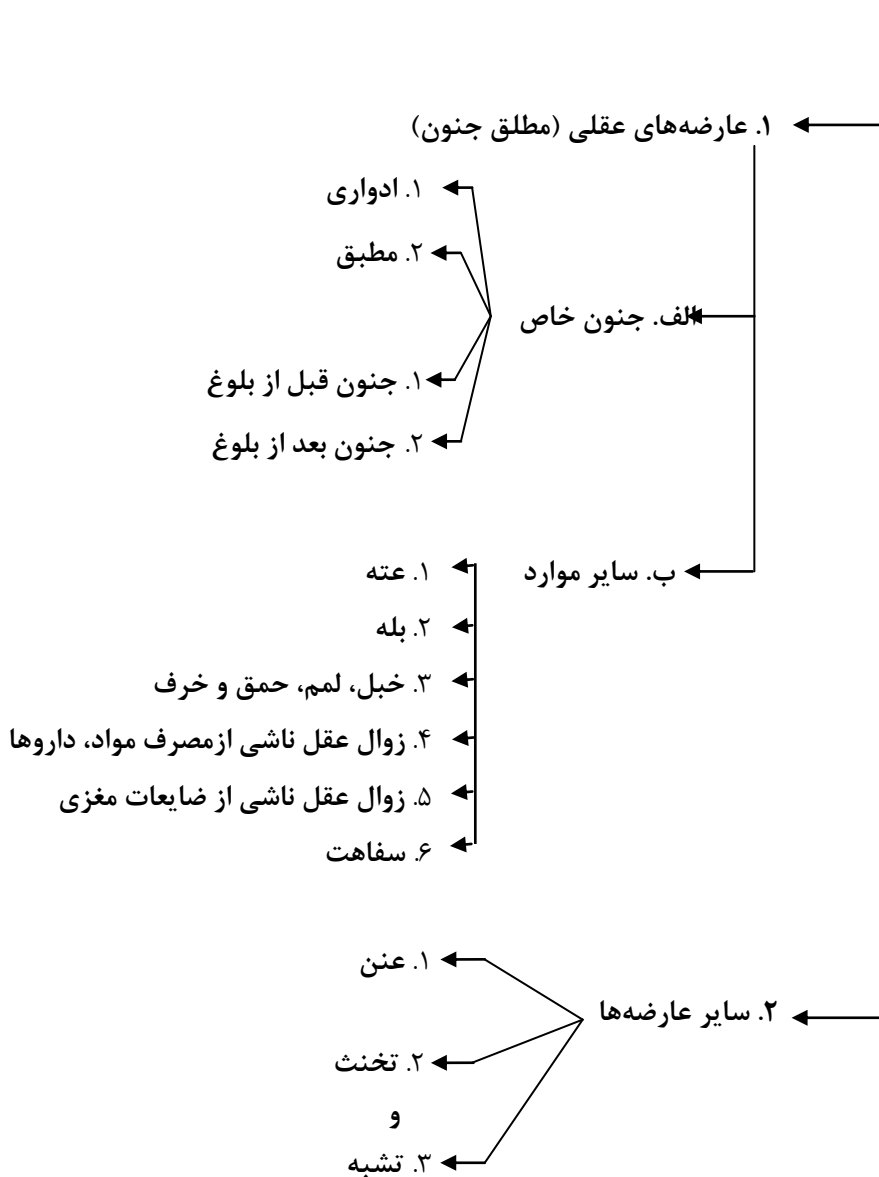 ۱. عارضه‌های عقلی (مطلق جنون)
۱. ادواری
۲. مطبق
الف. جنون خاص
۱. جنون قبل از بلوغ
۲. جنون بعد از بلوغ
ب. سایر موارد
۱. عته
۲. بله
۳. خبل، لمم، حمق و خرف
۴. زوال عقل ناشی ازمصرف مواد، داروها
۵. زوال عقل ناشی از ضایعات مغزی
۶. سفاهت
۲. سایر عارضه‌ها
۱. عنن
۲. تخنث
و
۳. تشبه